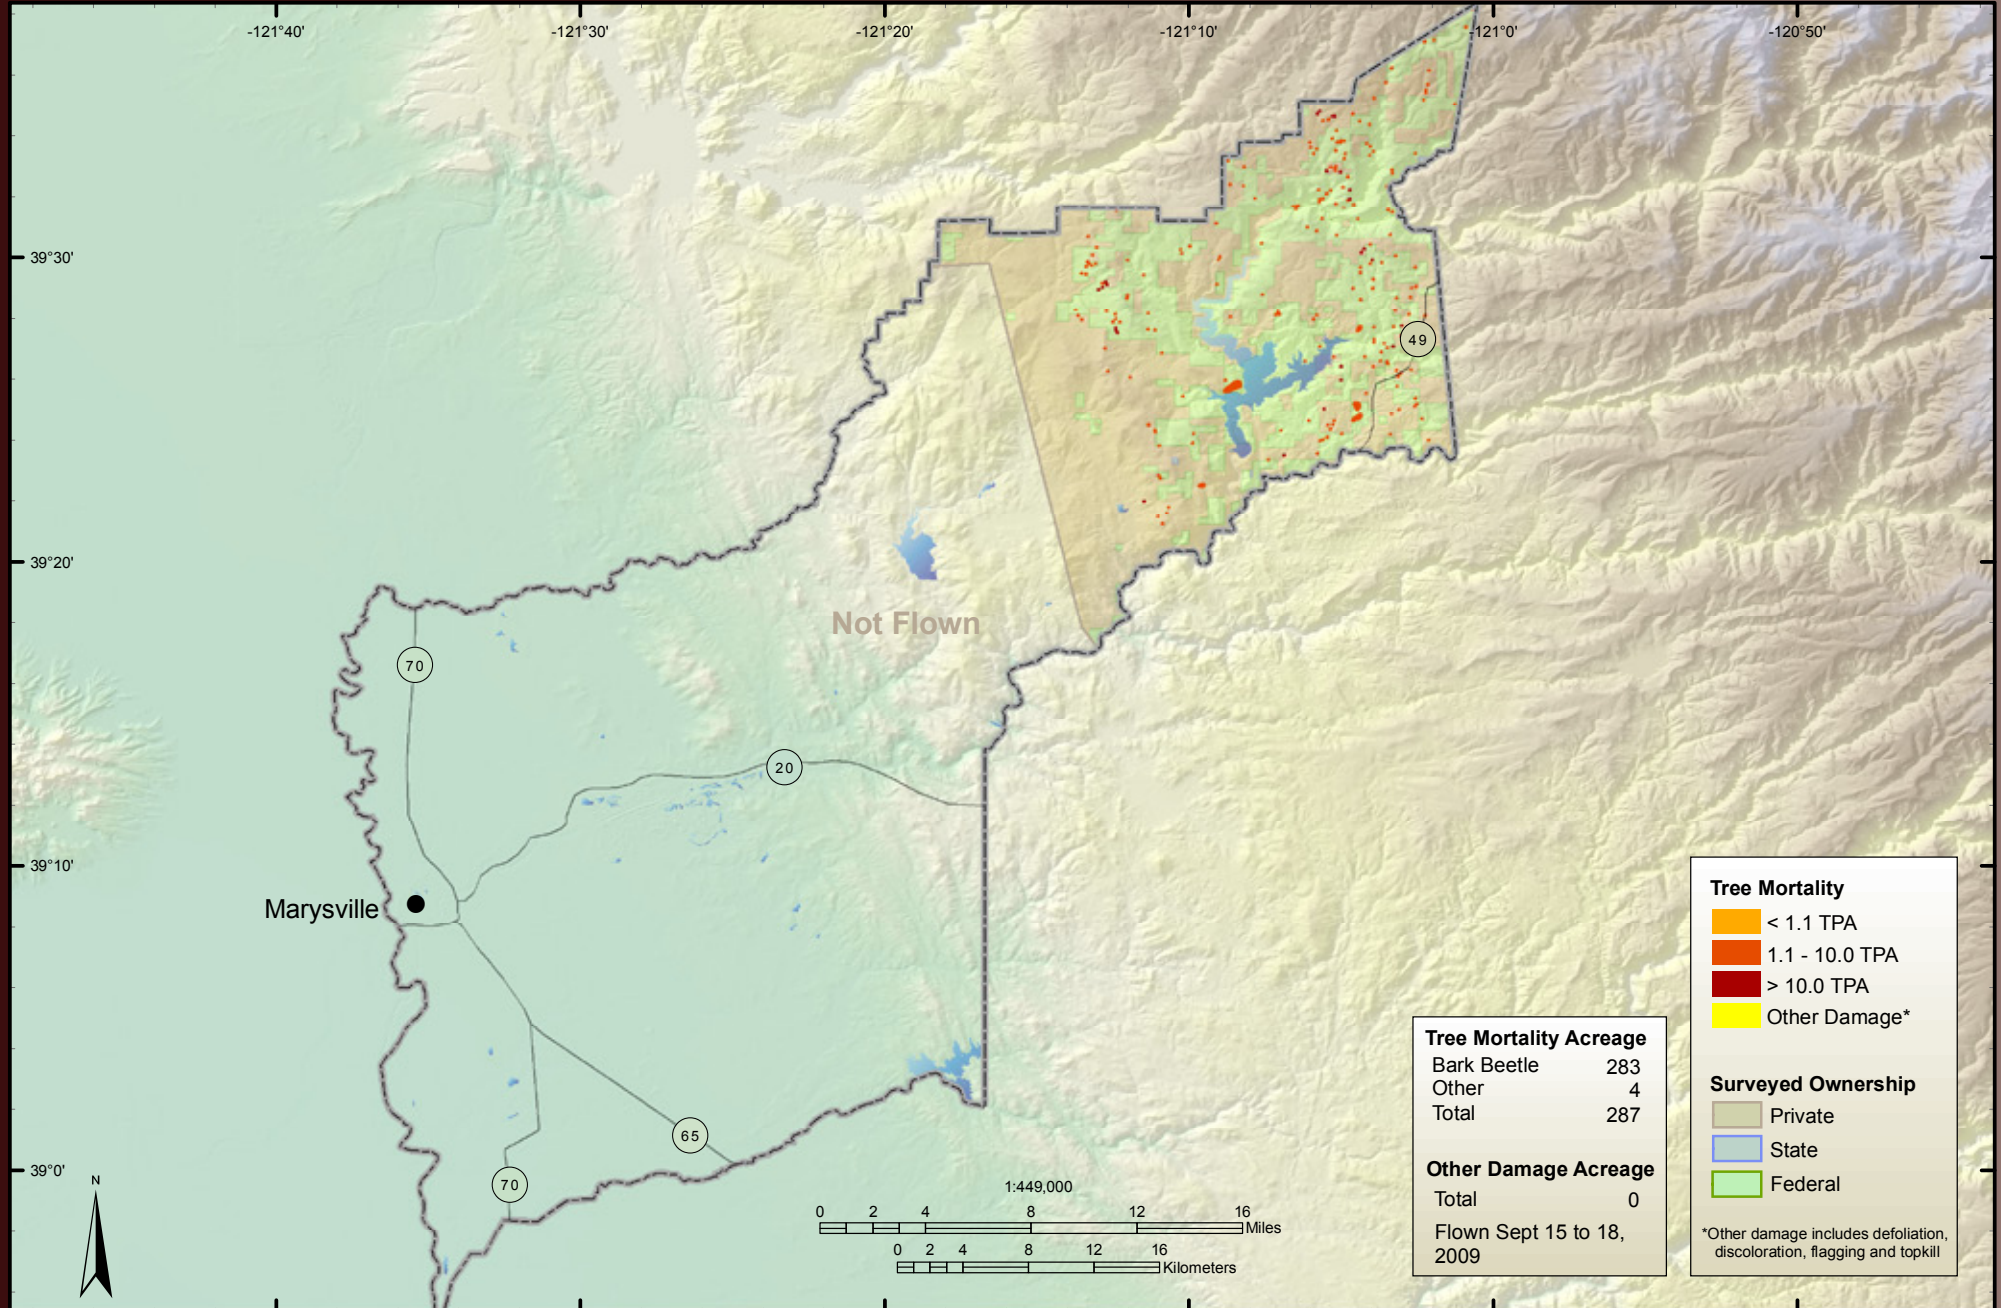 -121°40'
-121°30'
-121°20'
-121°10'
-121°0'
-120°50'
39°30'
49
39°20'
Not Flown
70
20
39°10'
Marysville
65
39°0'
70
N
1:449,000
0 2 4 8 12 16
Miles
0 2 4 8 12 16
Kilometers
Tree Mortality Acreage
Bark Beetle 283
Other 4
Total 287
Other Damage Acreage
Total 0
Flown Sept 15 to 18,
2009
Tree Mortality
< 1.1 TPA
1.1 - 10.0 TPA
> 10.0 TPA
Other Damage*
Surveyed Ownership
Private
State
Federal
*Other damage includes defoliation,
discoloration, flagging and topkill